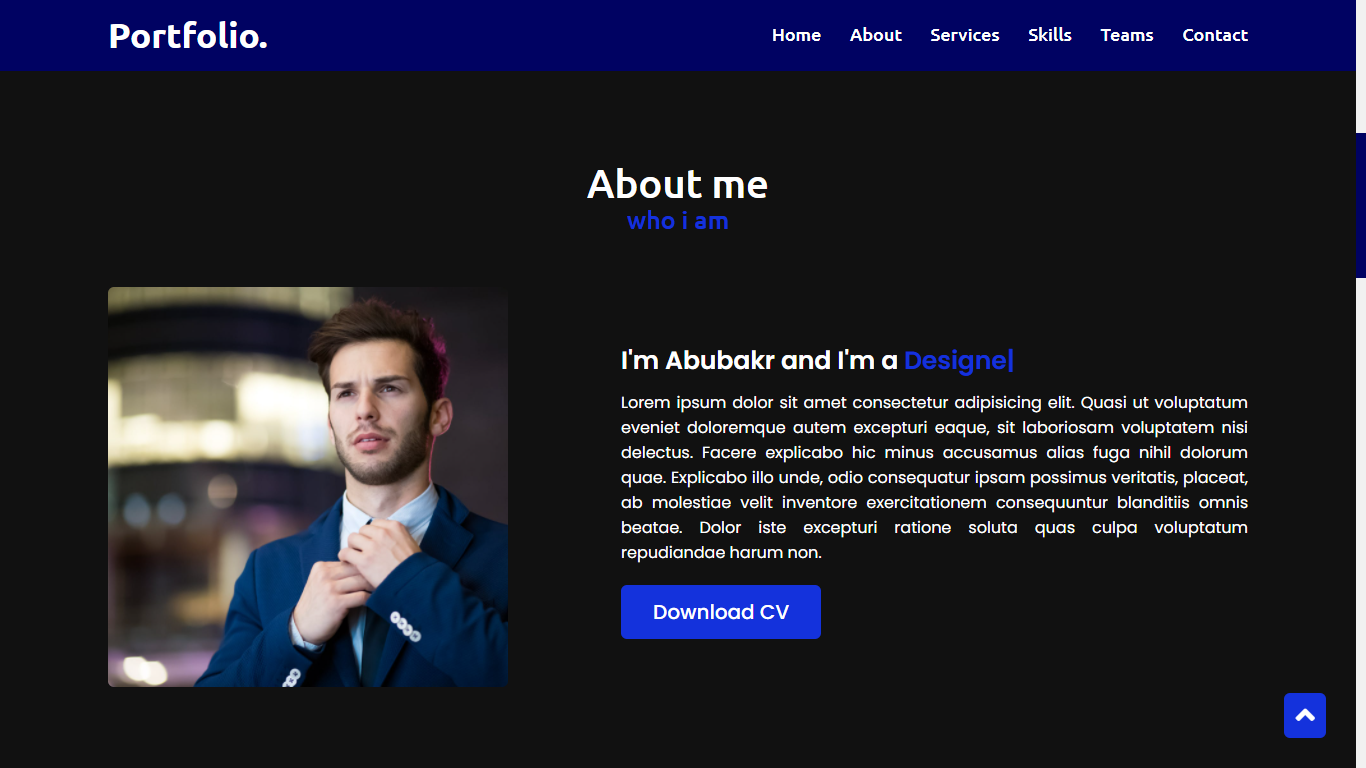 Portfolio.
Home About Services Skills Teams Contact
About me
who i am
I'm Abubakr and I'm a Designe|
Lorem ipsum dolor sit amet consectetur adipisicing elit. Quasi ut voluptatum
eveniet doloremque autem excepturi eaque, sit laboriosam voluptatem nisi
delectus. Facere explicabo hic minus accusamus alias fuga nihil dolorum
quae. Explicabo illo unde, odio consequatur ipsam possimus veritatis, placeat,
ab molestiae velit inventore exercitationem consequuntur blanditiis omnis
beatae. Dolor iste excepturi ratione soluta quas culpa voluptatum
repudiandae harum non.
Download CV